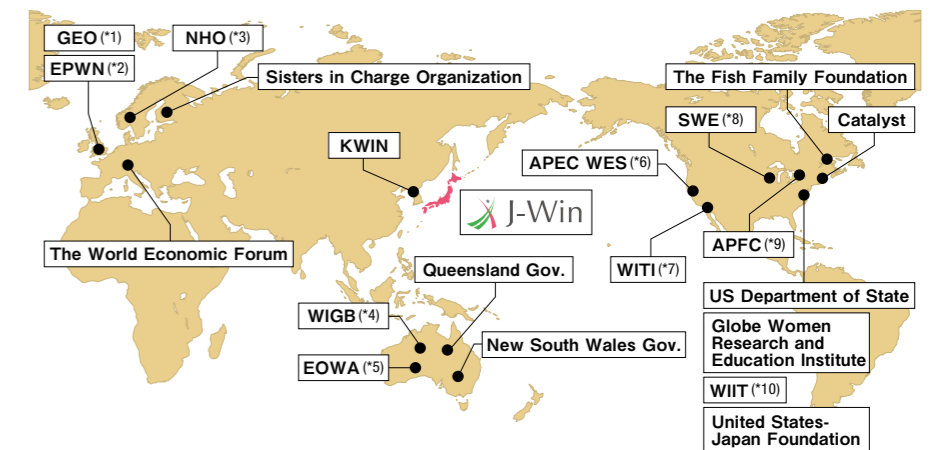 GEO (*1)
NHO (*3)
EPWN (*2)
Sisters in Charge Organization
The Fish Family Foundation
SWE (*8)
Catalyst
KWIN
APEC WES (*6)
J-Win
The World Economic Forum
APFC (*9)
Queensland Gov.
WITI (*7)
US Department of State
WIGB (*4)
New South Wales Gov.
Globe Women
Research and
Education Institute
EOWA (*5)
WIIT (*10)
United States-
Japan Foundation